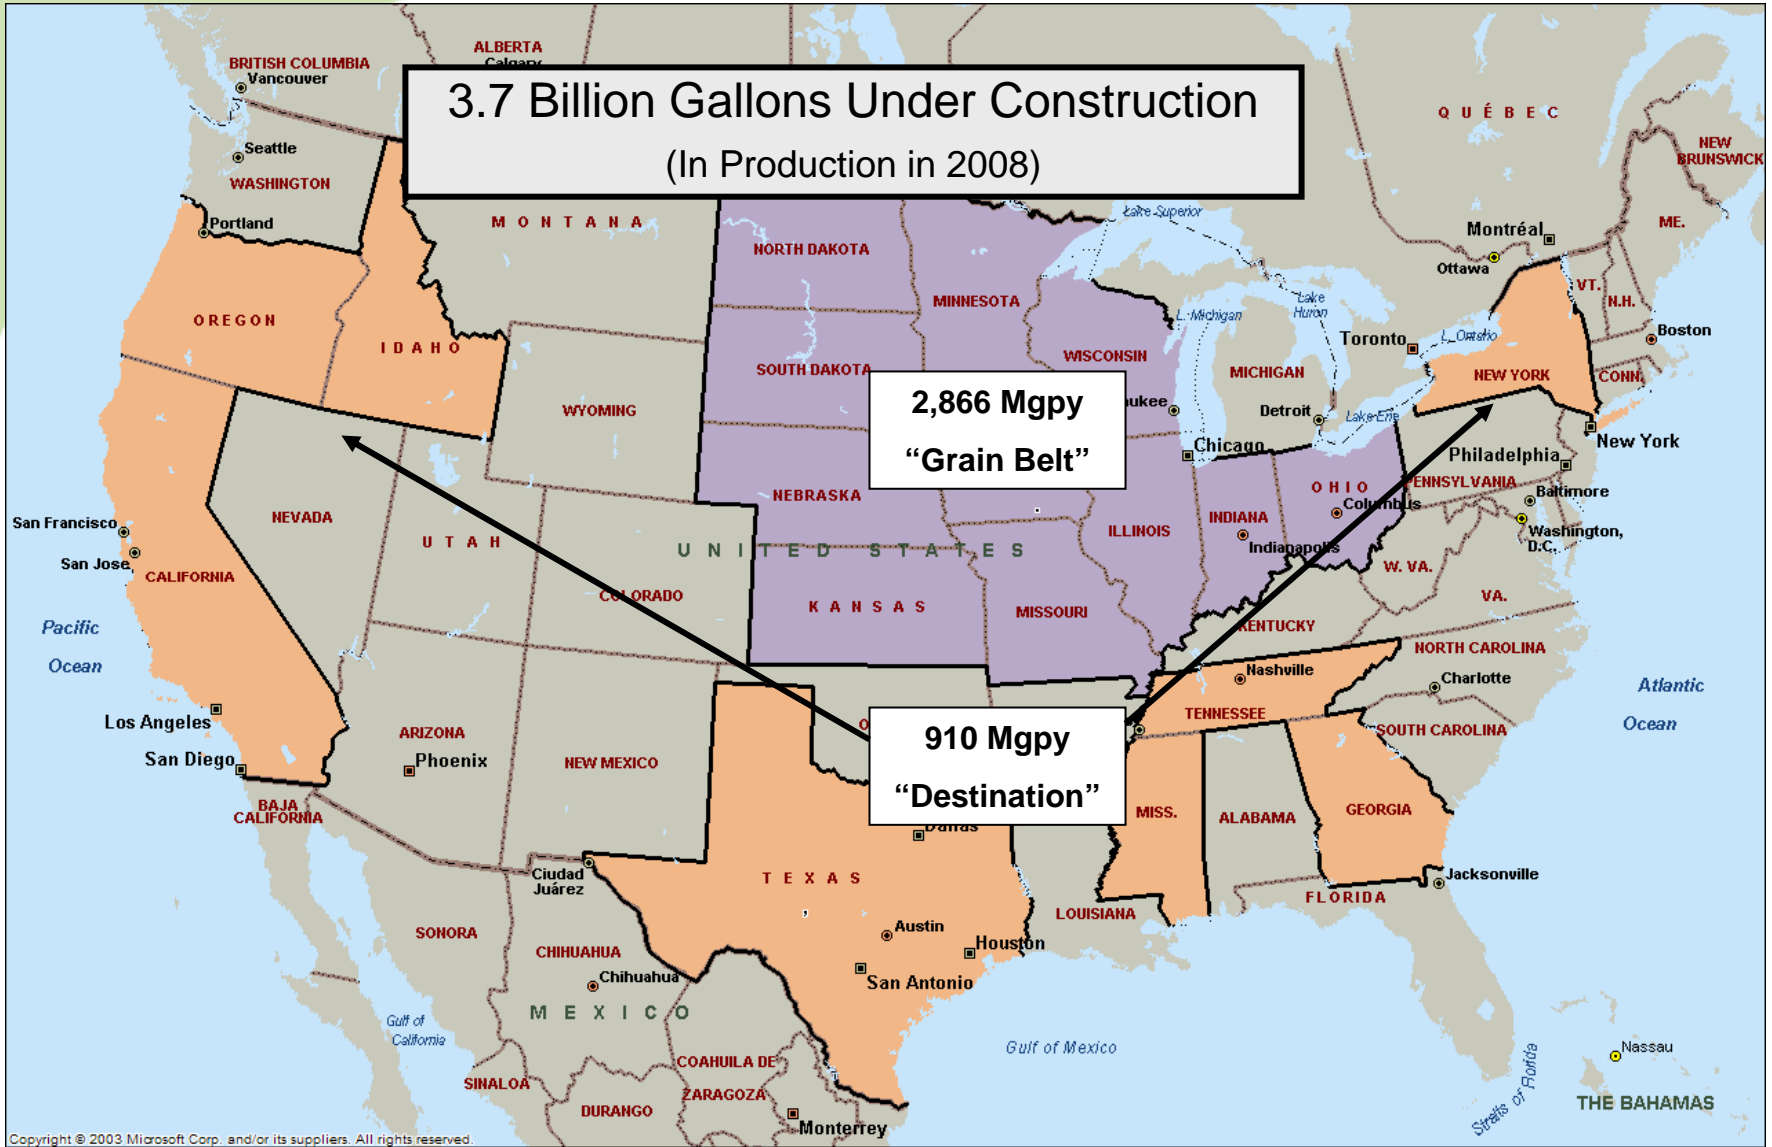 ALBERTA
BRITISH COLUMBIA
Calgary
Vancouver
3.7 Billion Gallons Under Construction
(In Production in 2008)
QUÉBEC
NEW
BRUNSWICK
Seattle
WASHINGTON
Portland
MONTANA
Lake Superior
Montréal
ME.
NORTH DAKOTA
Ottawa
VT.
N.H.
MINNESOTA
Lake
Huron
L. Michigan
OREGON
IDAHO
Toronto
L. Ontario
Boston
WISCONSIN
SOUTH DAKOTA
MICHIGAN
NEW YORK
CONN.
WYOMING
2,866 Mgpy
“Grain Belt”
ukee
Detroit
Lake Erie
New York
Chicago
Philadelphia
NEBRASKA
OHIO
PENNSYLVANIA
Baltimore
Columbus
San Francisco
NEVADA
UTAH
ILLINOIS
INDIANA
Washington,
D.C.
UNITED STATES
Indianapolis
San Jose
CALIFORNIA
COLORADO
KANSAS
MISSOURI
W. VA.
VA.
Pacific
Ocean
KENTUCKY
NORTH CAROLINA
Nashville
Charlotte
Atlantic
Ocean
Los Angeles
TENNESSEE
SOUTH CAROLINA
O
910 Mgpy
“Destination”
ARIZONA
San Diego
Phoenix
NEW MEXICO
BAJA
CALIFORNIA
MISS.
ALABAMA
GEORGIA
Dallas
Ciudad
Juárez
TEXAS
Jacksonville
FLORIDA
LOUISIANA
SONORA
Austin
CHIHUAHUA
Houston
Chihuahua
San Antonio
MEXICO
Gulf of
California
Gulf of Mexico
COAHUILA DE
ZARAGOZA
SINALOA
DURANGO
Monterrey
Straits of Florida
Nassau
THE BAHAMAS
Copyright © 2003 Microsoft Corp. and/or its suppliers. All rights reserved.